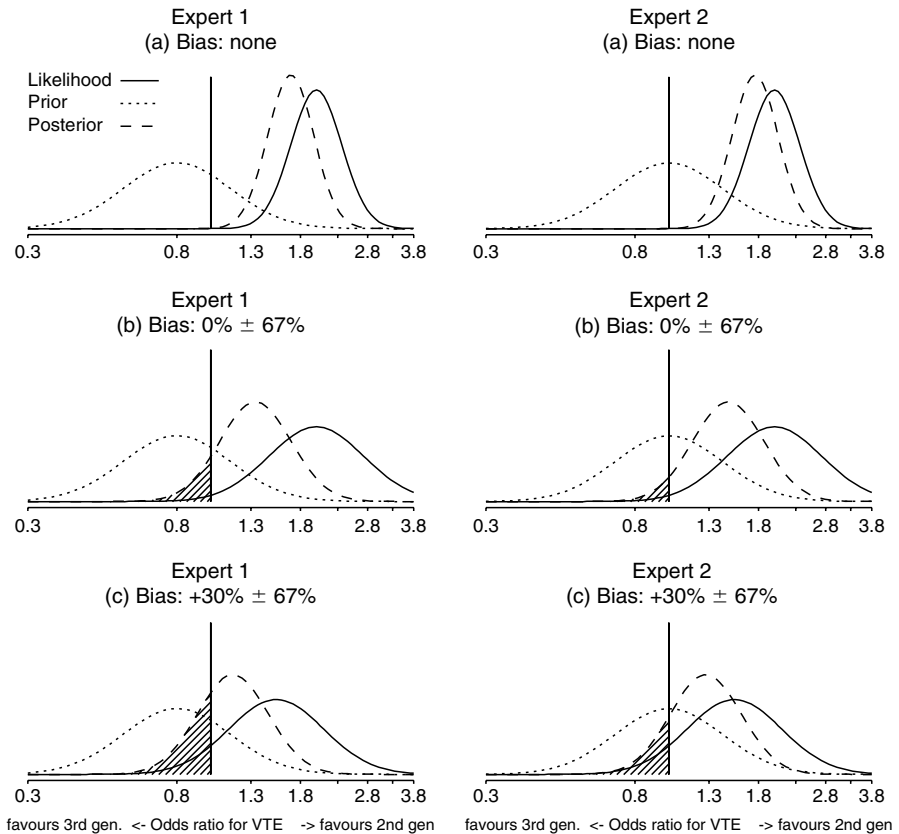 Expert 1
(a) Bias: none
Likelihood
Prior
Posterior
0.3 0.8 1.3 1.8 2.8 3.8
Expert 2
(a) Bias: none
0.3 0.8 1.3 1.8 2.8 3.8
Expert 1
(b) Bias: 0% ± 67%
0.3 0.8 1.3 1.8 2.8 3.8
Expert 2
(b) Bias: 0% ± 67%
0.3 0.8 1.3 1.8 2.8 3.8
Expert 1
(c) Bias: +30% ± 67%
0.3 0.8 1.3 1.8 2.8 3.8
favours 3rd gen. <- Odds ratio for VTE -> favours 2nd gen
Expert 2
(c) Bias: +30% ± 67%
0.3 0.8 1.3 1.8 2.8 3.8
favours 3rd gen. <- Odds ratio for VTE -> favours 2nd gen